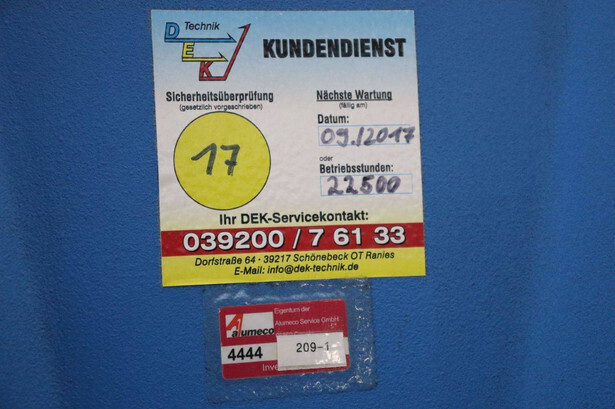 Technik
DEK
KUNDENDIENST
Sicherheitsüberprüfung
(gesetzlich vorgeschrieben)
17
Nächste Wartung
(fällig am)
Datum:
09./2017
oder
Betriebsstunden:
22500
Ihr DEK-Servicekontakt:
039200 / 7 61 33
Dorfstraße 64 · 39217 Schönebeck OT Ranies
E-Mail: info@dek-technik.de
Alumeco
Eigentum der
Alumeco Service GmbH
4444
209-1
Inve